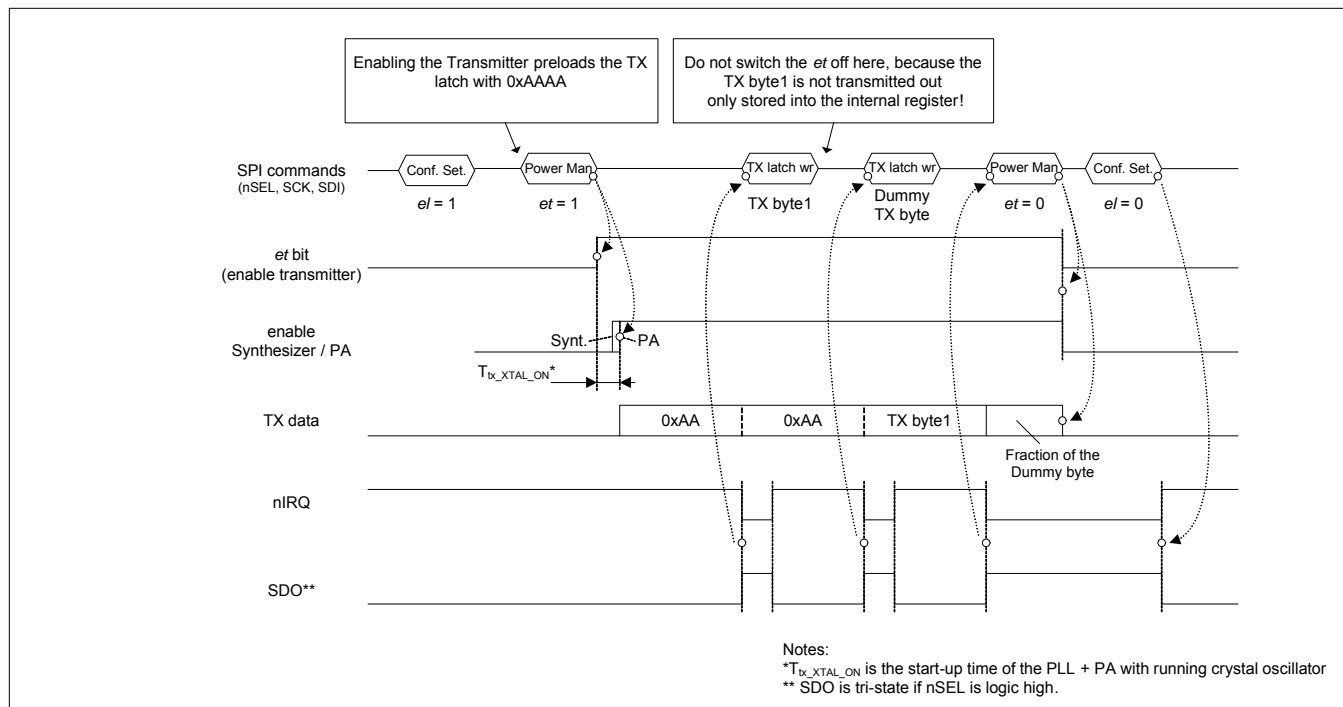 Enabling the Transmitter preloads the TX
latch with 0xAAAA
Do not switch the et off here, because the
TX byte1 is not transmitted out
only stored into the internal register!
SPI commands
(nSEL, SCK, SDI)
Conf. Set.
Power Man
TX latch wr
TX latch wr
Power Man
Conf. Set.
el = 1
et = 1
TX byte1
Dummy
TX byte
et = 0
el = 0
et bit
(enable transmitter)
enable
Synthesizer / PA
Synt.
PA
Ttx_XTAL_ON*
TX data
0xAA
0xAA
TX byte1
Fraction of the
Dummy byte
nIRQ
SDO**
Notes:
*Ttx_XTAL_ON is the start-up time of the PLL + PA with running crystal oscillator
** SDO is tri-state if nSEL is logic high.